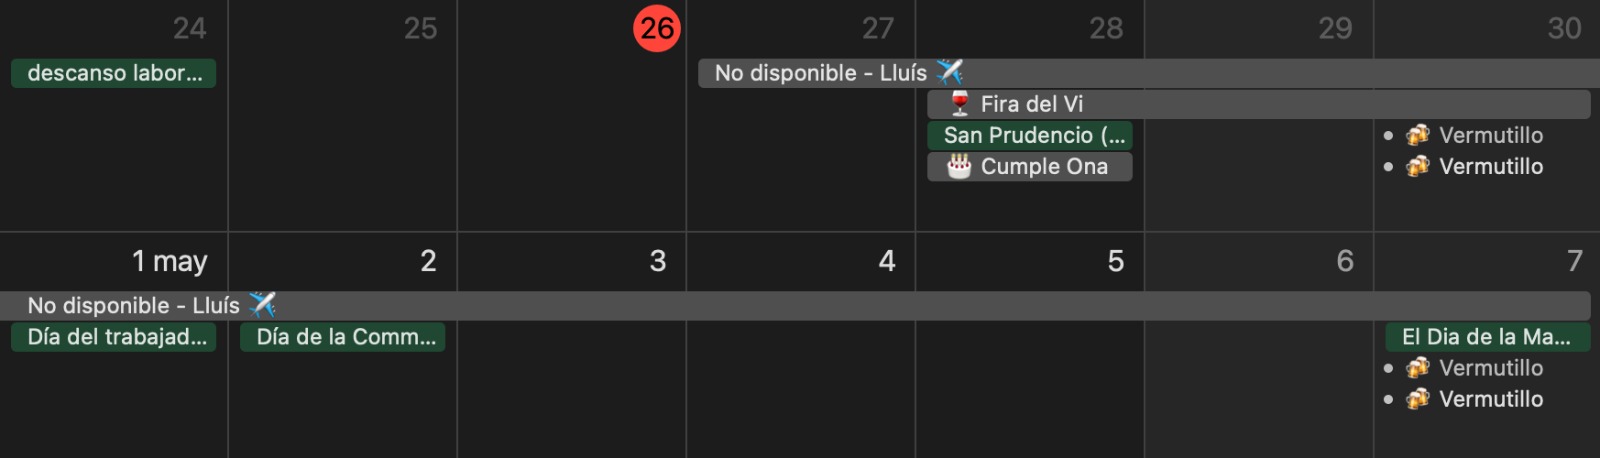 24 25 26 27 28 29 30
descanso labor...
No disponible - Lluís ✈️
🍷 Fira del Vi
San Prudencio (...
🎂 Cumple Ona
🍻 Vermutillo
🍻 Vermutillo
1 may 2 3 4 5 6 7
No disponible - Lluís ✈️
Día del trabajad...
Día de la Comm...
El Dia de la Ma...
🍻 Vermutillo
🍻 Vermutillo